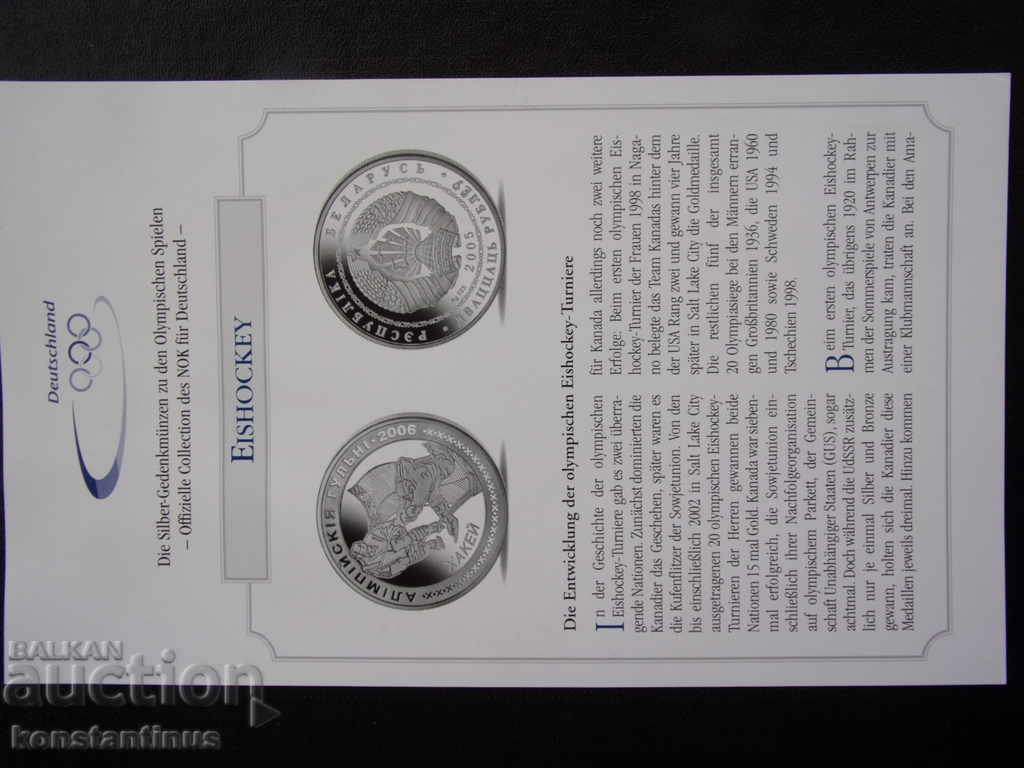 Deutschland
Die Silber-Gedenkmünzen zu den Olympischen Spielen
– Offizielle Collection des NOK für Deutschland –
EISHOCKEY
АЛІМПІЙСКІЯ ГУЛЬНІ·2006
ХАКЕЙ
РЭСПУБЛІКА БЕЛАРУСЬ
2005
ДВАЦЦАЦЬ РУБЛЁЎ
Die Entwicklung der olympischen Eishockey-Turniere
In der Geschichte der olympischen
Eishockey-Turniere gab es zwei überra-
gende Nationen. Zunächst dominierten die
Kanadier das Geschehen, später waren es
die Kufenflitzer der Sowjetunion. Von den
bis einschließlich 2002 in Salt Lake City
ausgetragenen 20 olympischen Eishockey-
Turnieren der Herren gewannen beide
Nationen 15 mal Gold. Kanada war sieben-
mal erfolgreich, die Sowjetunion ein-
schließlich ihrer Nachfolgeorganisation
auf olympischem Parkett, der Gemein-
schaft Unabhängiger Staaten (GUS), sogar
achtmal. Doch während die UdSSR zusätz-
lich nur je einmal Silber und Bronze
gewann, holten sich die Kanadier diese
Medaillen jeweils dreimal. Hinzu kommen
für Kanada allerdings noch zwei weitere
Erfolge: Beim ersten olympischen Eis-
hockey-Turnier der Frauen 1998 in Naga-
no belegte das Team Kanadas hinter dem
der USA Rang zwei und gewann vier Jahre
später in Salt Lake City die Goldmedaille.
Die restlichen fünf der insgesamt
20 Olympiasiege bei den Männern erran-
gen Großbritannien 1936, die USA 1960
und 1980 sowie Schweden 1994 und
Tschechien 1998.
Beim ersten olympischen Eishockey-
Turnier, das übrigens 1920 im Rah-
men der Sommerspiele von Antwerpen zur
Austragung kam, traten die Kanadier mit
einer Klubmannschaft an. Bei den Ama-
BALKAN
auction
konstantinus